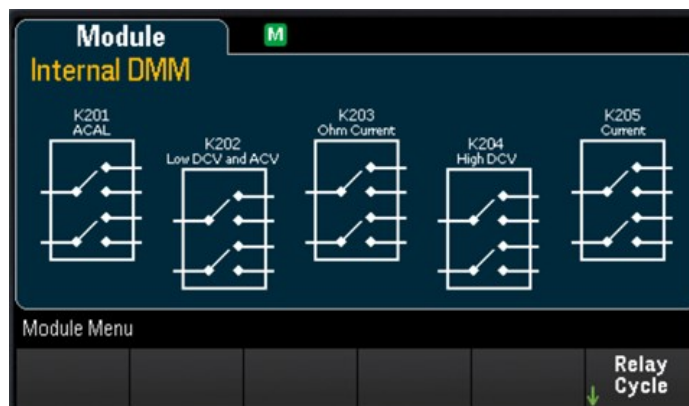 Module
M
Internal DMM
K201
ACAL
K202
Low DCV and ACV
K203
Ohm Current
K204
High DCV
K205
Current
Module Menu
Relay
Cycle